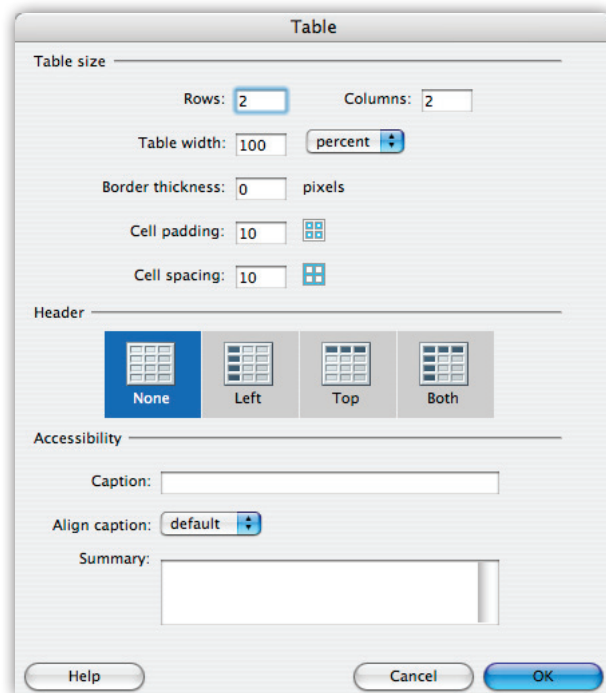 Table
Table size
Rows: 2 Columns: 2
Table width: 100 percent
Border thickness: 0 pixels
Cell padding: 10
Cell spacing: 10
Header
None Left Top Both
Accessibility
Caption:
Align caption: default
Summary:
Help Cancel OK